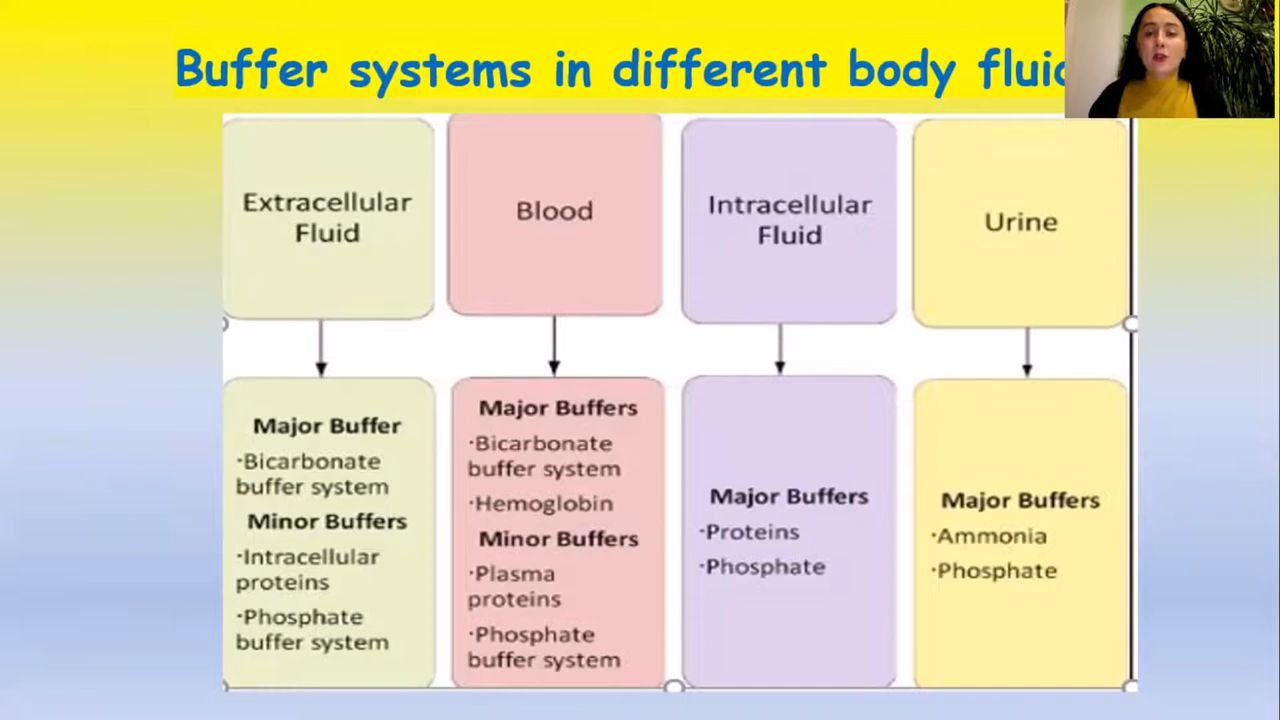 Buffer systems in different body
Extracellular
Fluid
Blood
Intracellular
Fluid
Urine
Major Buffer
·Bicarbonate
buffer system
Minor Buffers
·Intracellular
proteins
·Phosphate
buffer system
Major Buffers
·Bicarbonate
buffer system
·Hemoglobin
Minor Buffers
·Plasma
proteins
·Phosphate
buffer system
Major Buffers
·Proteins
·Phosphate
Major Buffers
·Ammonia
·Phosphate